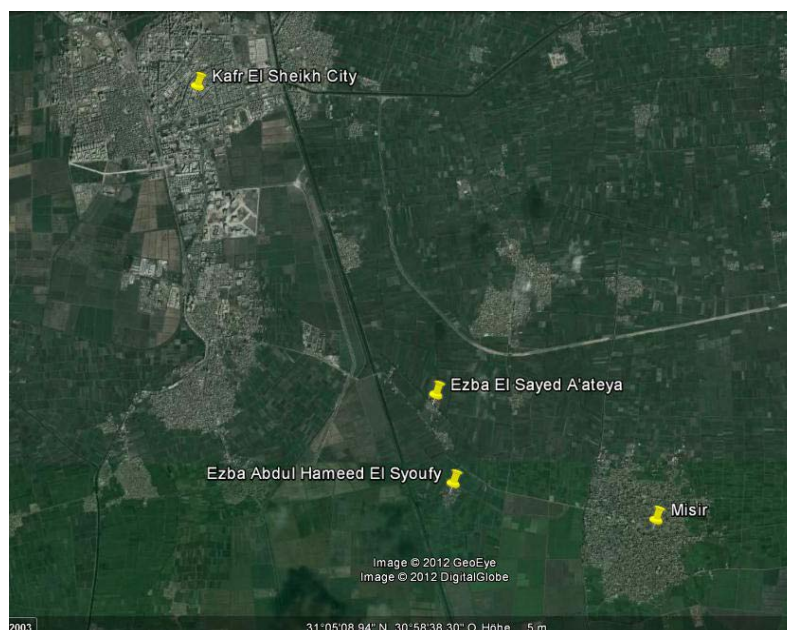 Kafr El Sheikh City
Ezba El Sayed A'ateya
Ezba Abdul Hameed El Syoufy
Misir
Image © 2012 GeoEye
Image © 2012 DigitalGlobe
2003
31°05'08.94" N 30°58'38.30" O Höhe 5 m